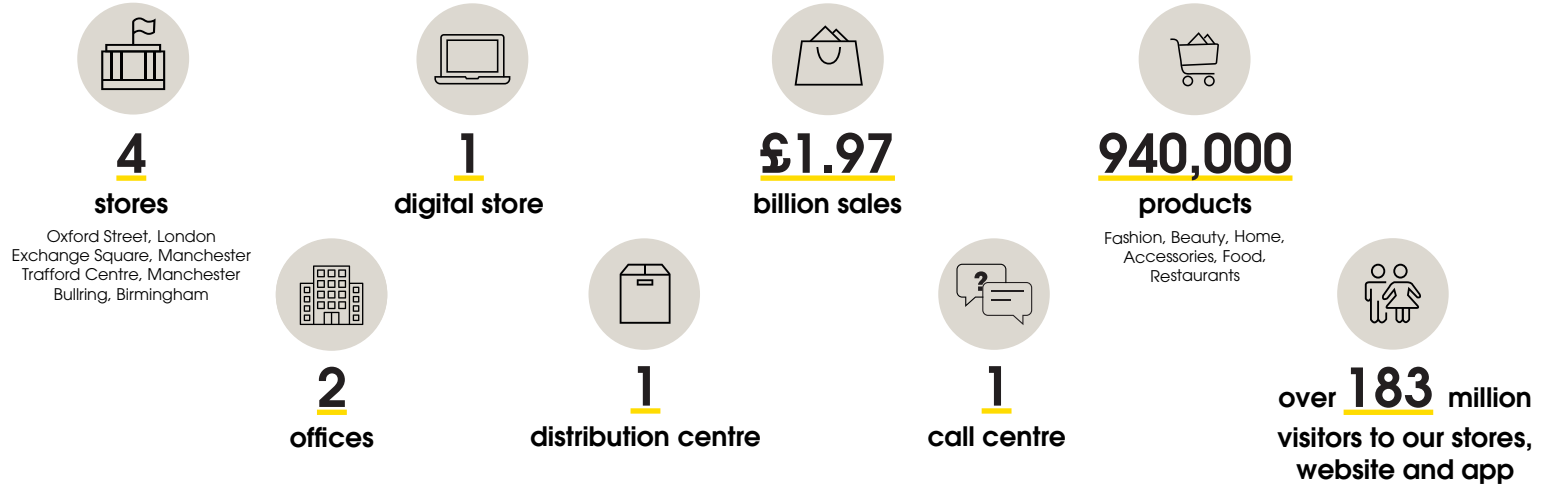 4
stores
Oxford Street, London
Exchange Square, Manchester
Trafford Centre, Manchester
Bullring, Birmingham
1
digital store
£1.97
billion sales
940,000
products
Fashion, Beauty, Home,
Accessories, Food,
Restaurants
2
offices
1
distribution centre
?
1
call centre
over 183 million
visitors to our stores,
website and app